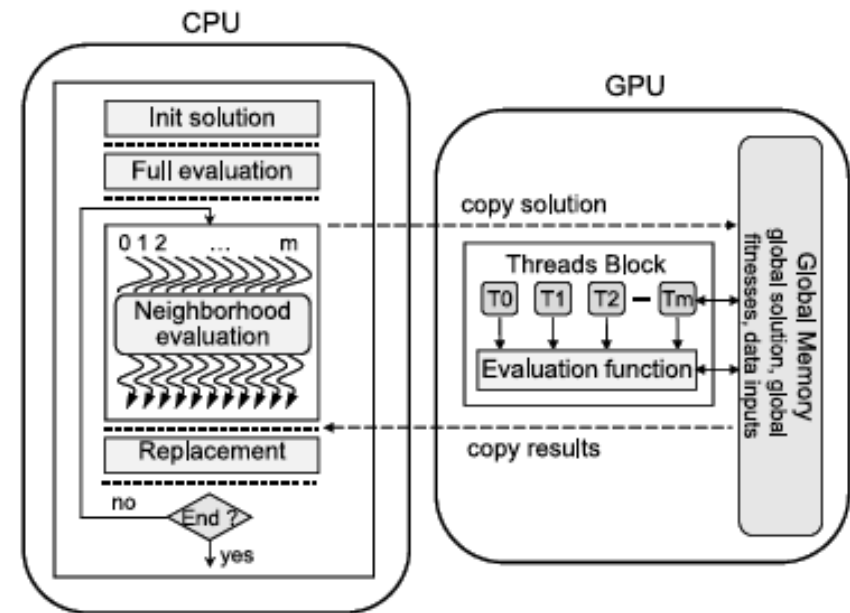 CPU
Init solution
Full evaluation
0 1 2 ... m
Neighborhood
evaluation
Replacement
no
End ?
yes
copy solution
copy results
GPU
Threads Block
T0 T1 T2 – Tm
Evaluation function
Global Memory
global solution, global
fitnesses, data inputs